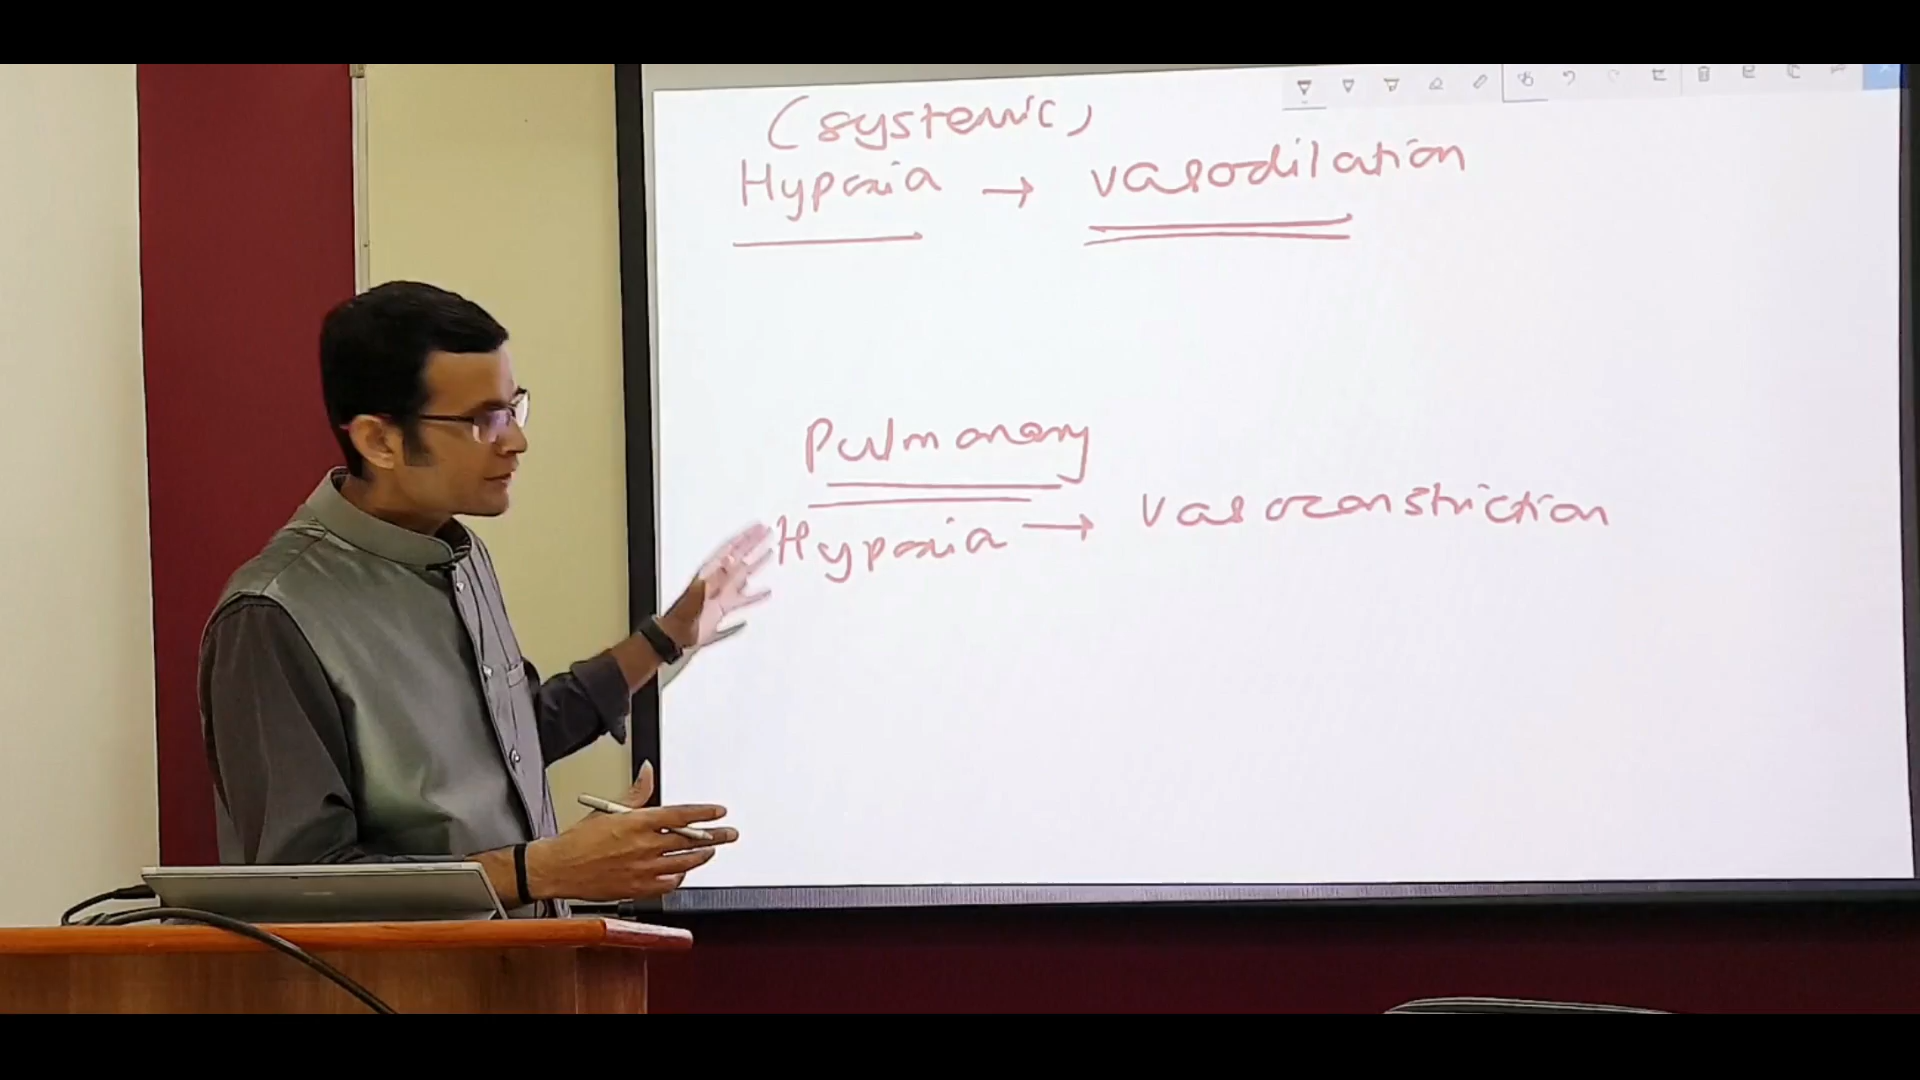 (systemic)
Hypoxia → vasodilation
Pulmonary
Hypoxia → vasoconstriction